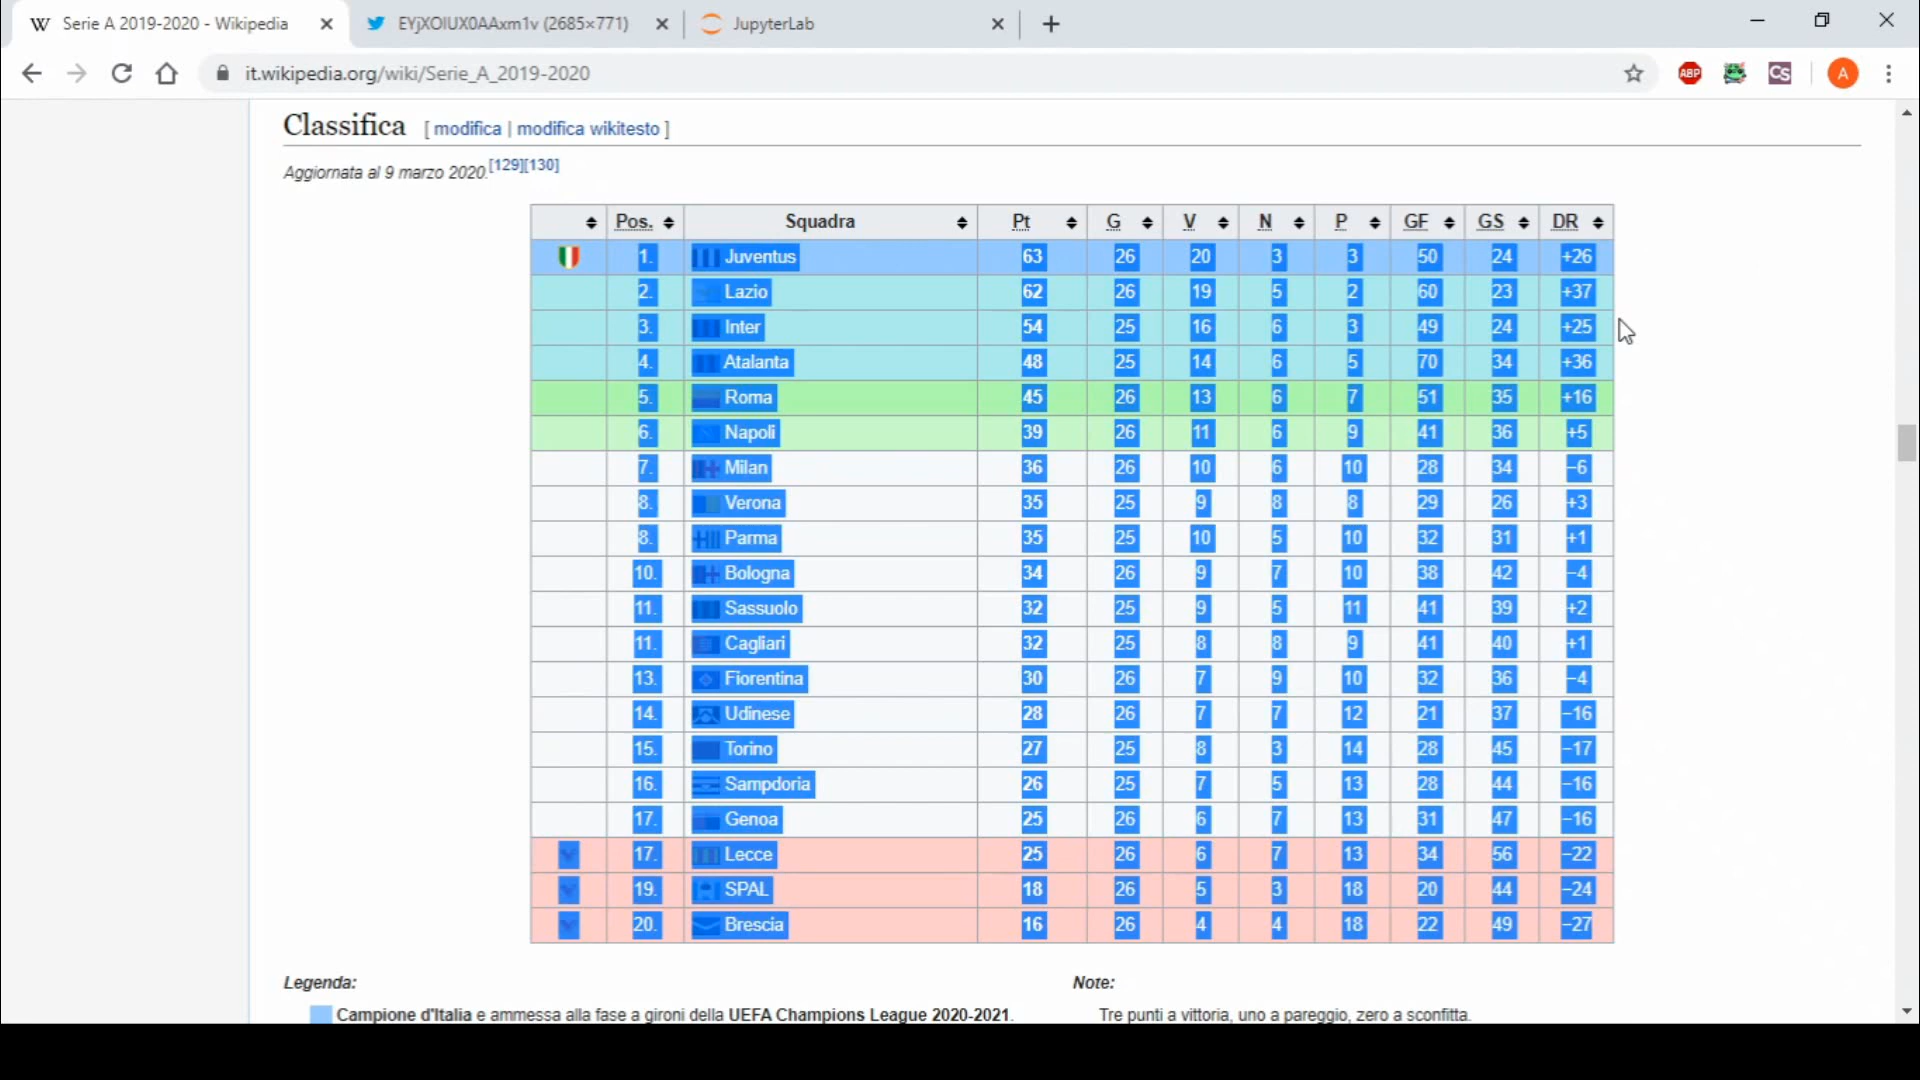 Serie A 2019-2020 - Wikipedia
EYjXOIUX0AAxm1v (2685×771)
JupyterLab
it.wikipedia.org/wiki/Serie_A_2019-2020
ABP
CS
A
Classifica [ modifica | modifica wikitesto ]
Aggiornata al 9 marzo 2020.[129][130]
Pos. Squadra Pt G V N P GF GS DR
1. Juventus 63 26 20 3 3 50 24 +26
2. Lazio 62 26 19 5 2 60 23 +37
3. Inter 54 25 16 6 3 49 24 +25
4. Atalanta 48 25 14 6 5 70 34 +36
5. Roma 45 26 13 6 7 51 35 +16
6. Napoli 39 26 11 6 9 41 36 +5
7. Milan 36 26 10 6 10 28 34 −6
8. Verona 35 25 9 8 8 29 26 +3
8. Parma 35 25 10 5 10 32 31 +1
10. Bologna 34 26 9 7 10 38 42 −4
11. Sassuolo 32 25 9 5 11 41 39 +2
11. Cagliari 32 25 8 8 9 41 40 +1
13. Fiorentina 30 26 7 9 10 32 36 −4
14. Udinese 28 26 7 7 12 21 37 −16
15. Torino 27 25 8 3 14 28 45 −17
16. Sampdoria 26 25 7 5 13 28 44 −16
17. Genoa 25 26 6 7 13 31 47 −16
17. Lecce 25 26 6 7 13 34 56 −22
19. SPAL 18 26 5 3 18 20 44 −24
20. Brescia 16 26 4 4 18 22 49 −27
Legenda:
Note:
Campione d'Italia e ammessa alla fase a gironi della UEFA Champions League 2020-2021.
Tre punti a vittoria, uno a pareggio, zero a sconfitta.